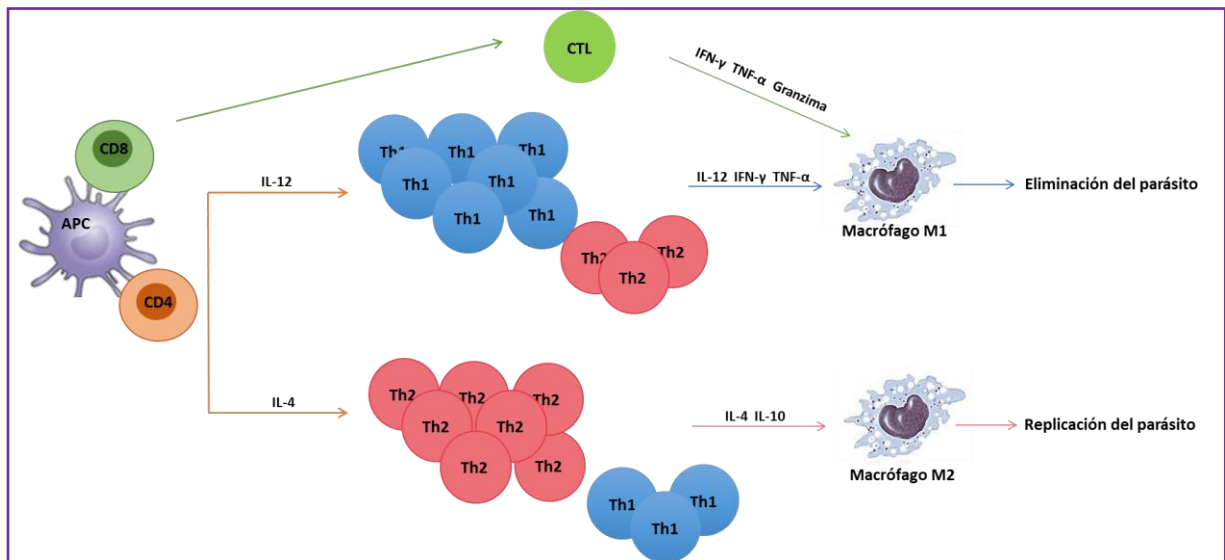 CTL
IFN-γ TNF-α Granzima
CD8
APC
CD4
IL-12
Th1
Th1
Th1
Th1
Th1
Th1
Th1
Th2
Th2
Th2
IL-12 IFN-γ TNF-α
Macrófago M1
Eliminación del parásito
IL-4
Th2
Th2
Th2
Th2
Th2
Th2
Th2
Th1
Th1
Th1
IL-4 IL-10
Macrófago M2
Replicación del parásito